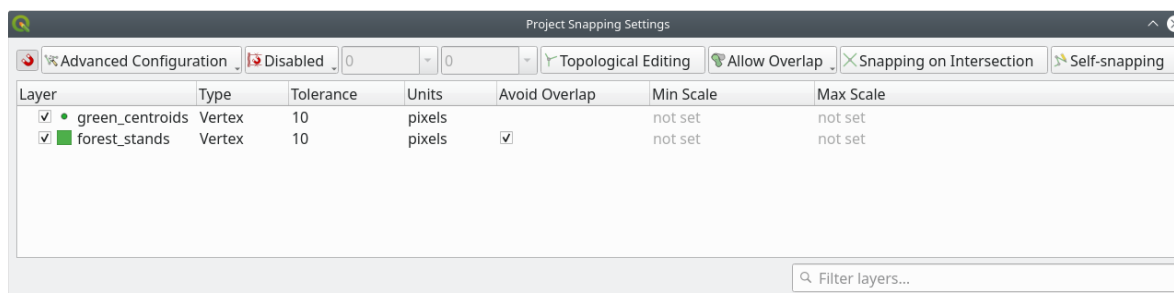 Project Snapping Settings
Advanced Configuration Disabled 0 0 Topological Editing Allow Overlap Snapping on Intersection Self-snapping
Layer Type Tolerance Units Avoid Overlap Min Scale Max Scale
green_centroids Vertex 10 pixels not set not set
forest_stands Vertex 10 pixels not set not set
Filter layers...